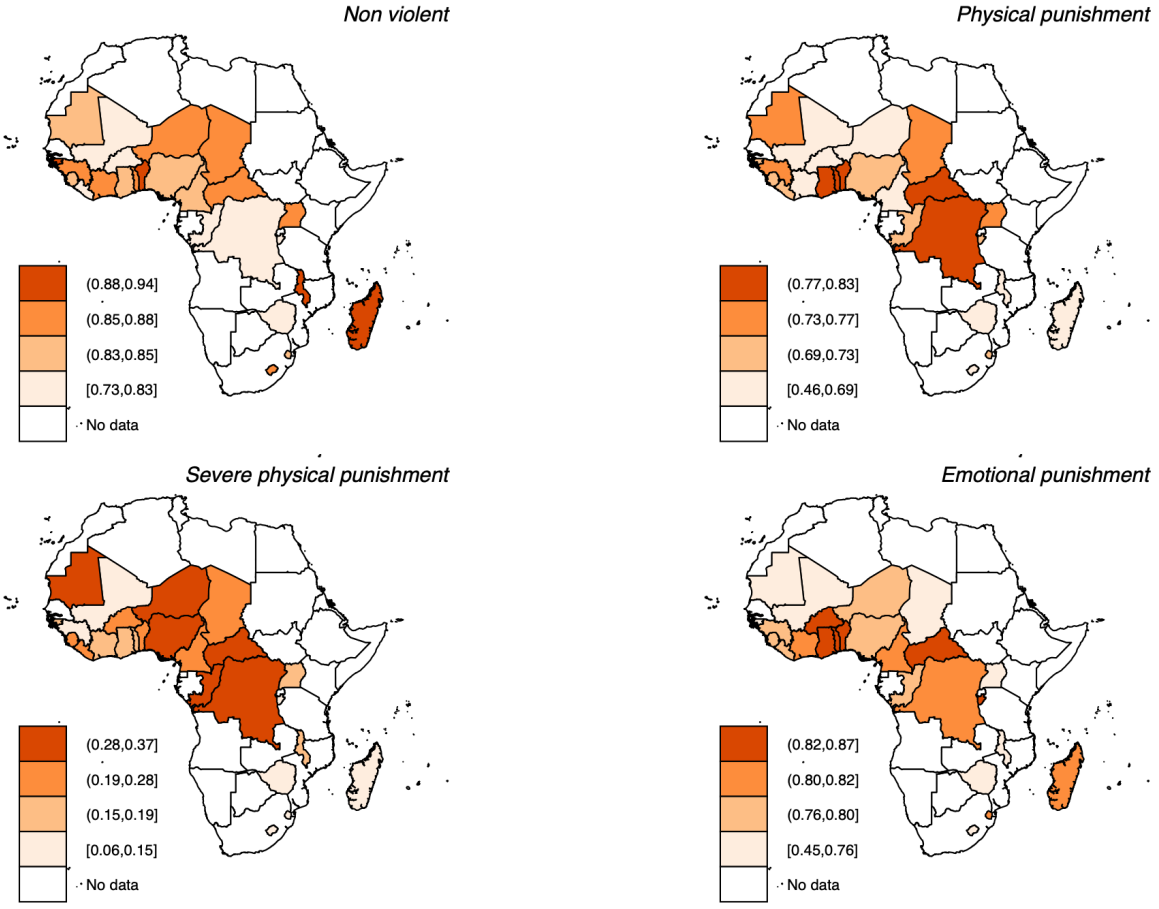 Non violent
(0.88,0.94]
(0.85,0.88]
(0.83,0.85]
[0.73,0.83]
No data
Physical punishment
(0.77,0.83]
(0.73,0.77]
(0.69,0.73]
[0.46,0.69]
No data
Severe physical punishment
(0.28,0.37]
(0.19,0.28]
(0.15,0.19]
[0.06,0.15]
No data
Emotional punishment
(0.82,0.87]
(0.80,0.82]
(0.76,0.80]
[0.45,0.76]
No data